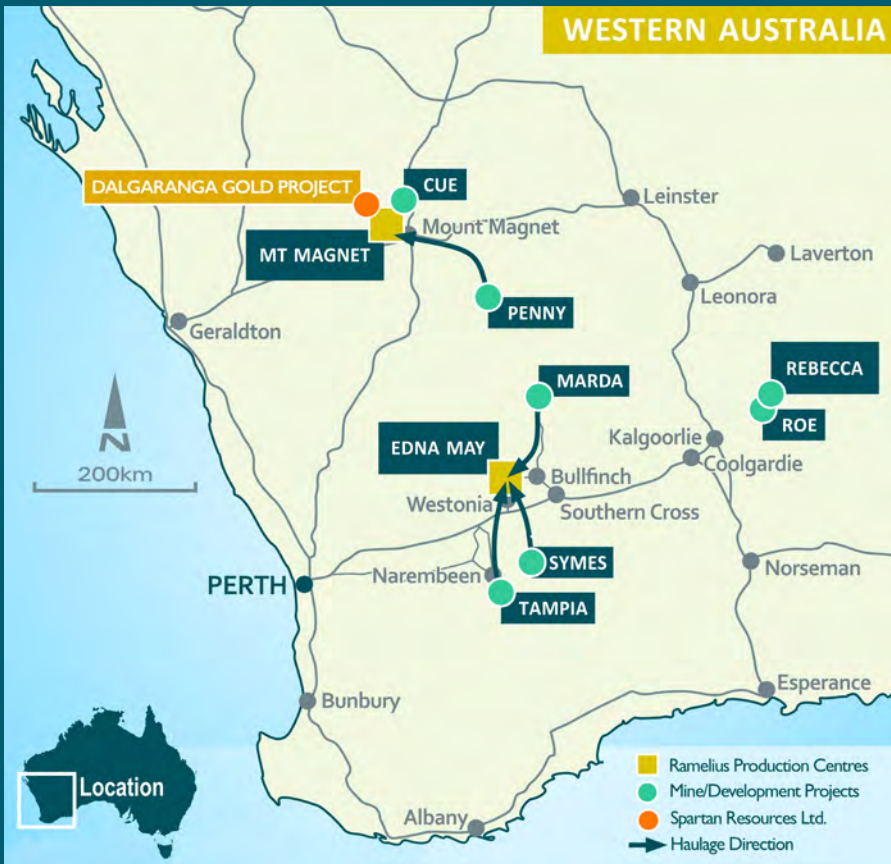 WESTERN AUSTRALIA
DALGARANGA GOLD PROJECT
CUE
Leinster
Mount Magnet
MT MAGNET
Laverton
Leonora
PENNY
Geraldton
MARDA
REBECCA
ROE
N
200km
EDNA MAY
Kalgoorlie
Coolgardie
Bullfinch
Westonia
Southern Cross
SYMES
Norseman
Narembeen
PERTH
TAMPIA
Esperance
Bunbury
Location
Albany
Ramelius Production Centres
Mine/Development Projects
Spartan Resources Ltd.
Haulage Direction